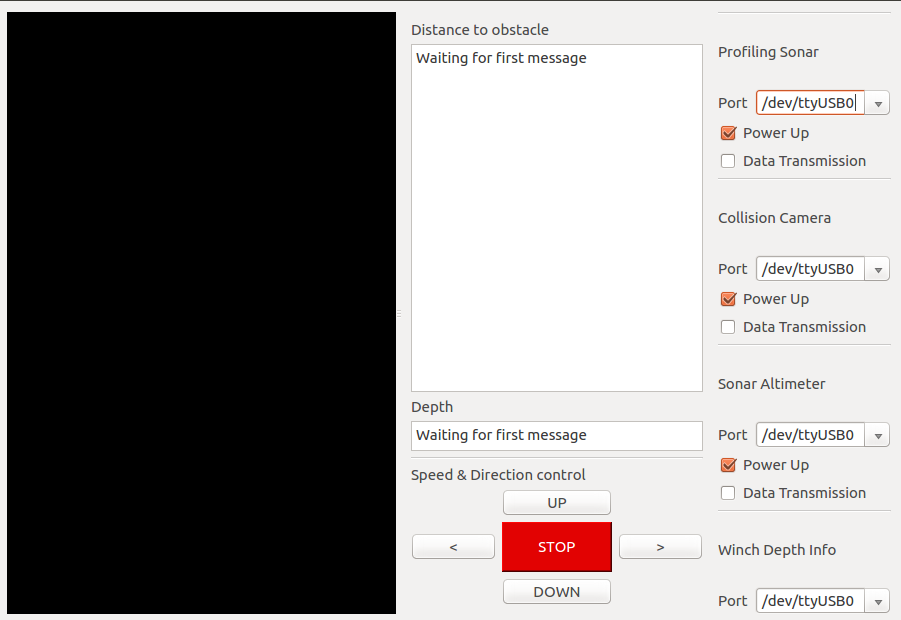 Distance to obstacle
Waiting for first message
Depth
Waiting for first message
Speed & Direction control
UP
< STOP >
DOWN
Profiling Sonar
Port /dev/ttyUSB0
Power Up
Data Transmission
Collision Camera
Port /dev/ttyUSB0
Power Up
Data Transmission
Sonar Altimeter
Port /dev/ttyUSB0
Power Up
Data Transmission
Winch Depth Info
Port /dev/ttyUSB0